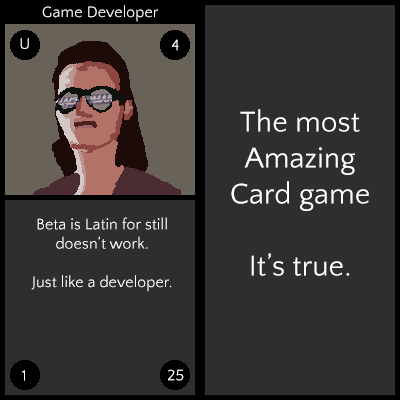 Game Developer
U
4
Beta is Latin for still
doesn't work.
Just like a developer.
1
25
The most
Amazing
Card game
It's true.